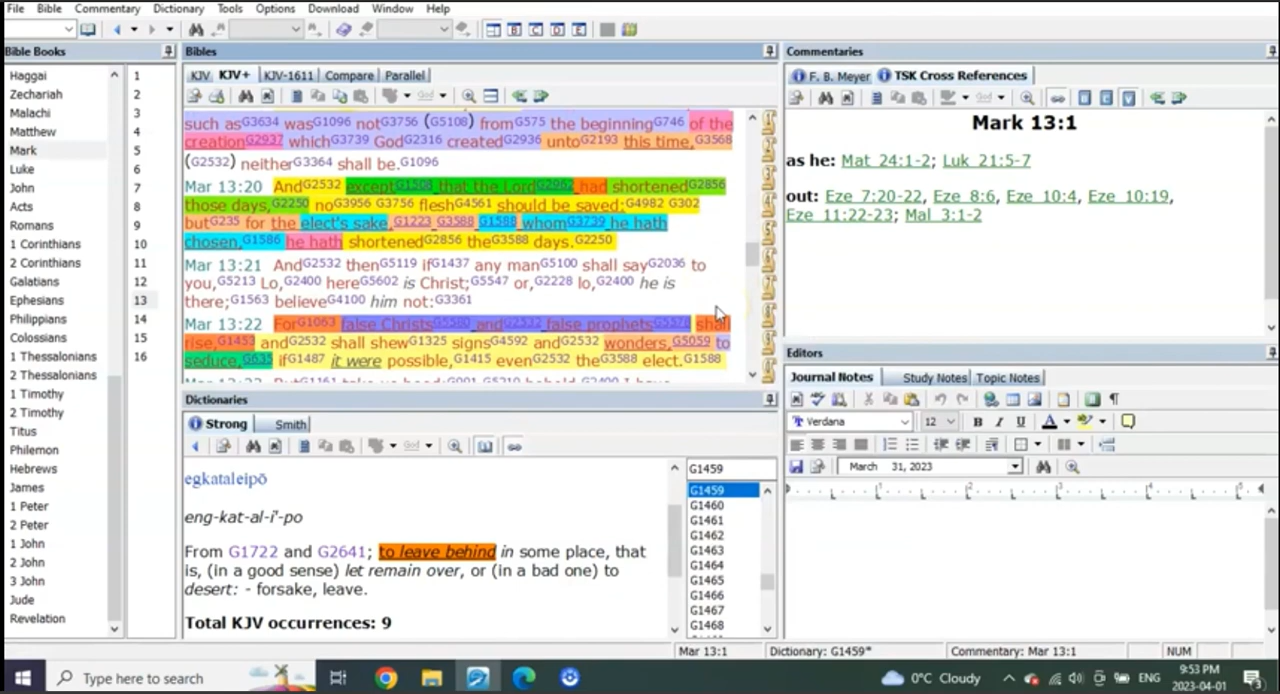 File Bible Commentary Dictionary Tools Options Download Window Help
B C D E
Bible Books
Haggai
Zechariah
Malachi
Matthew
Mark
Luke
John
Acts
Romans
1 Corinthians
2 Corinthians
Galatians
Ephesians
Philippians
Colossians
1 Thessalonians
2 Thessalonians
1 Timothy
2 Timothy
Titus
Philemon
Hebrews
James
1 Peter
2 Peter
1 John
2 John
3 John
Jude
Revelation
1
2
3
4
5
6
7
8
9
10
11
12
13
14
15
16
Bibles
KJV KJV+ KJV-1611 Compare Parallel
such asG3634 wasG1096 notG3756 (G5108) fromG575 the beginningG746 of the
creationG2937 whichG3739 GodG2316 createdG2936 untoG2193 this time,G3568
(G2532) neitherG3364 shall be.G1096
Mar 13:20 AndG2532 exceptG1508 that the LordG2962 had shortenedG2856
those days,G2250 noG3956 G3756 fleshG4561 should be saved:G4982 G302
butG235 for the elect's sake,G1223 G3588 G1588 whomG3739 he hath
chosen,G1586 he hath shortenedG2856 theG3588 days.G2250
Mar 13:21 AndG2532 thenG5119 ifG1437 any manG5100 shall sayG2036 to
you,G5213 Lo,G2400 hereG5602 is Christ;G5547 or,G2228 lo,G2400 he is
there;G1563 believeG4100 him not:G3361
Mar 13:22 ForG1063 false ChristsG5580 andG2532 false prophetsG5578 shall
rise,G1453 andG2532 shall shewG1325 signsG4592 andG2532 wonders,G5059 to
seduce,G635 ifG1487 it were possible,G1415 evenG2532 theG3588 elect.G1588
Dictionaries
Strong Smith
egkataleipō
eng-kat-al-i'-po
From G1722 and G2641; to leave behind in some place, that
is, (in a good sense) let remain over, or (in a bad one) to
desert: - forsake, leave.
Total KJV occurrences: 9
G1459
G1459
G1460
G1461
G1462
G1463
G1464
G1465
G1466
G1467
G1468
Commentaries
F. B. Meyer TSK Cross References
Mark 13:1
as he: Mat 24:1-2; Luk 21:5-7
out: Eze 7:20-22, Eze 8:6, Eze 10:4, Eze 10:19,
Eze 11:22-23; Mal 3:1-2
Editors
Journal Notes Study Notes Topic Notes
Verdana 12 B I U A
March 31, 2023
1 2 3 4 5
Mar 13:1 Dictionary: G1459* Commentary: Mar 13:1 NUM
Type here to search
0°C Cloudy ENG 9:53 PM
2023-04-01 3